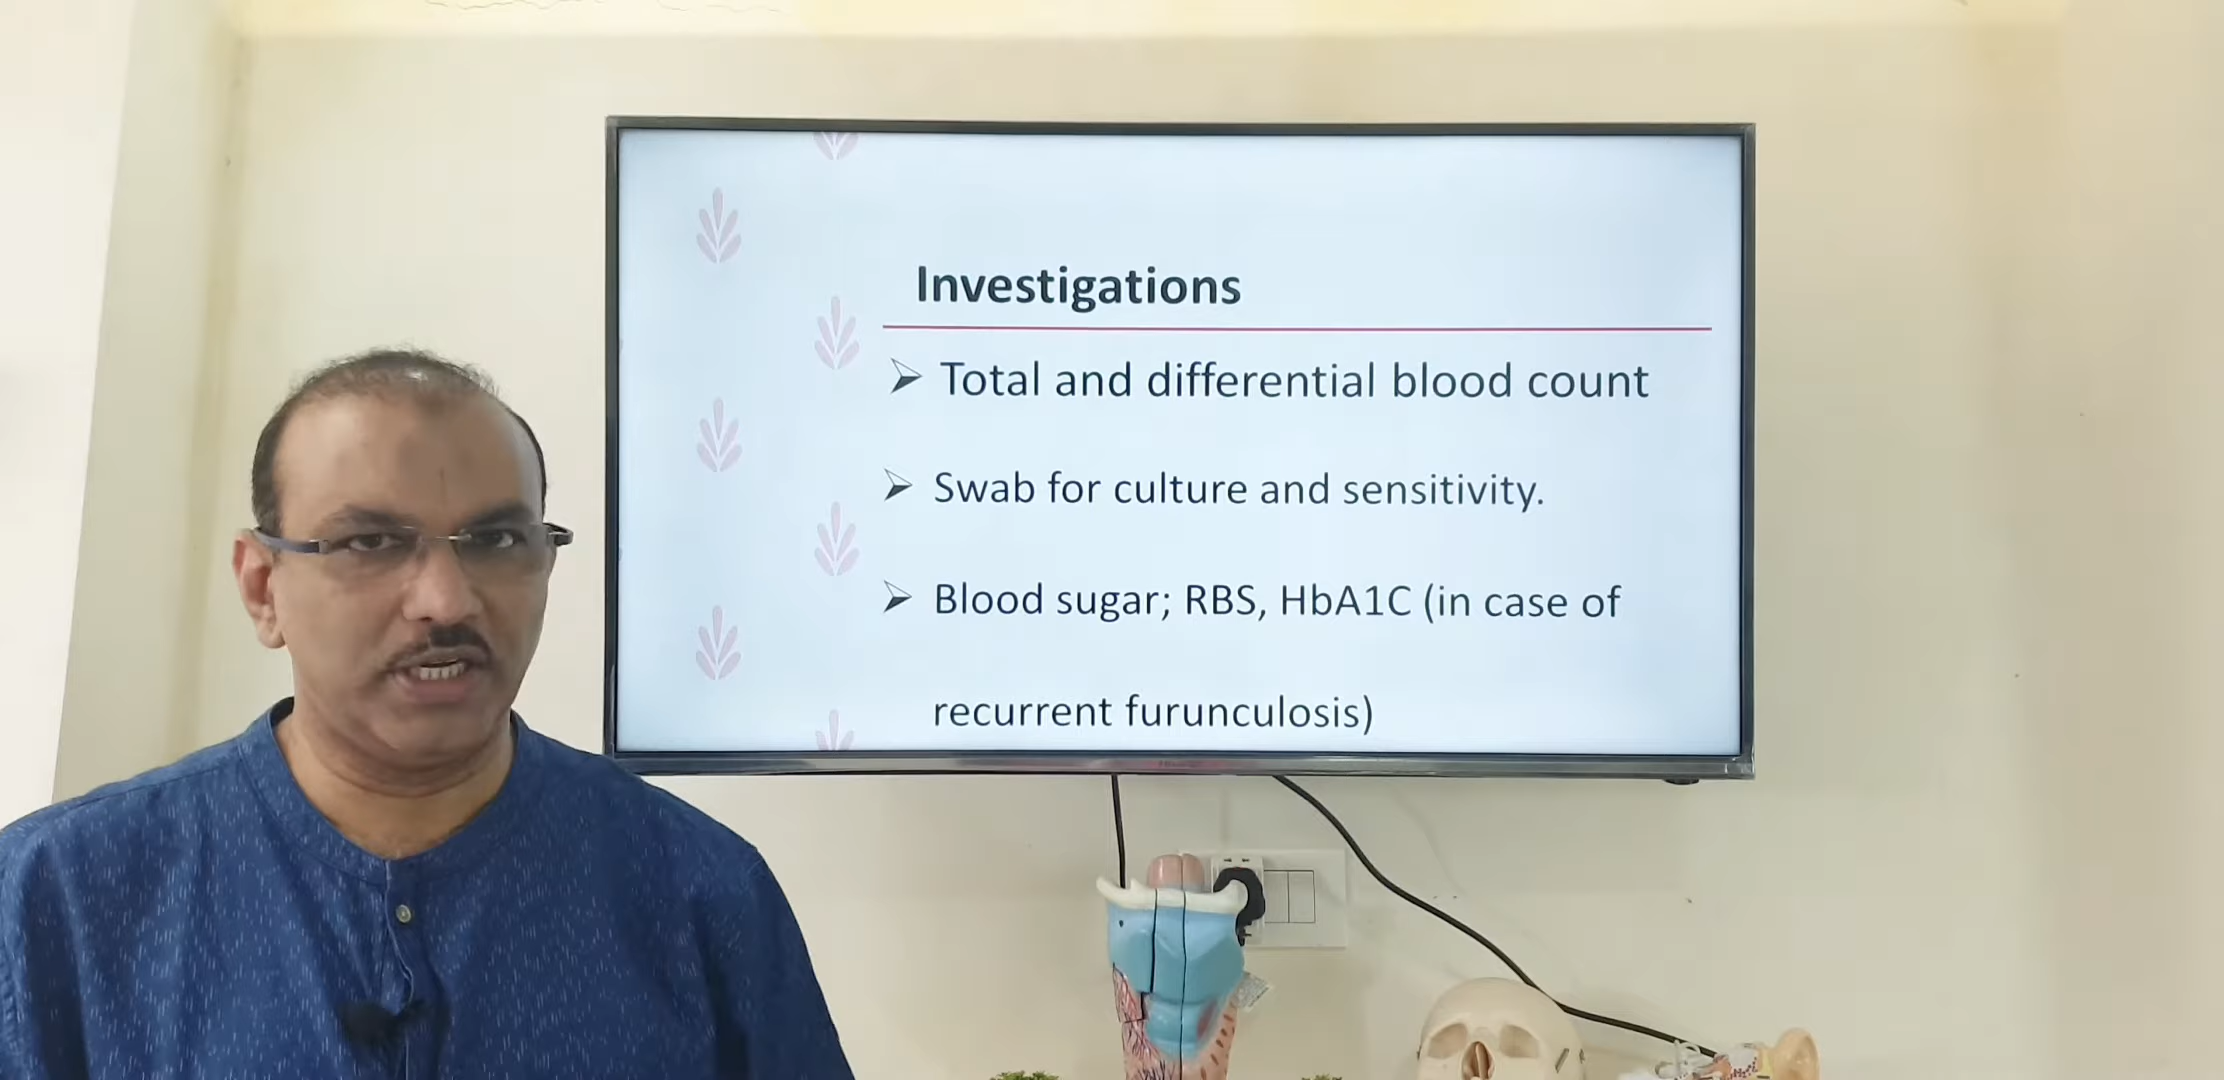 Investigations
➢ Total and differential blood count
➢ Swab for culture and sensitivity.
➢ Blood sugar; RBS, HbA1C (in case of
recurrent furunculosis)